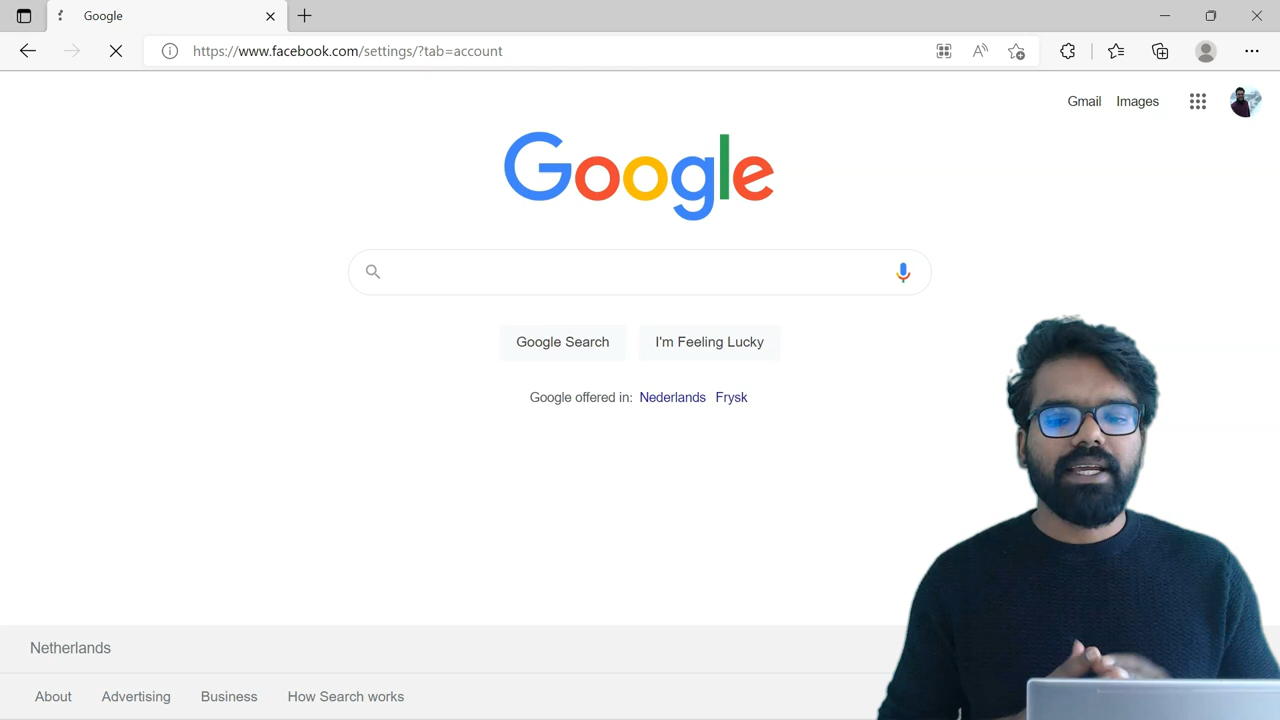 Google
https://www.facebook.com/settings/?tab=account
Gmail Images
Google
Google Search I'm Feeling Lucky
Google offered in: Nederlands Frysk
Netherlands
About Advertising Business How Search works